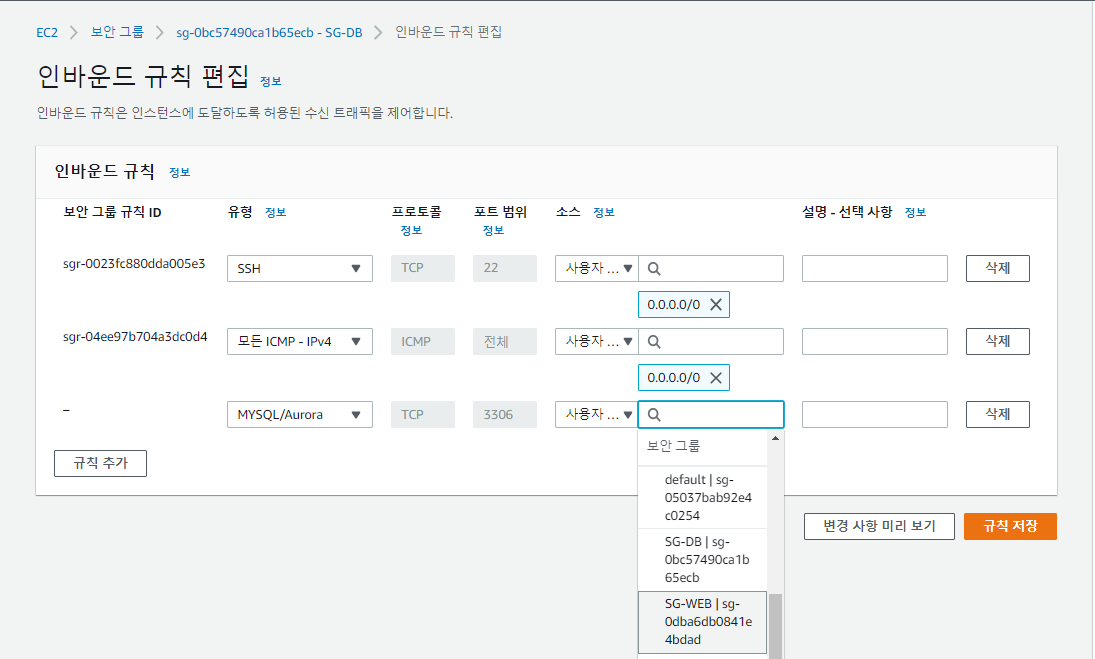 EC2 > 보안 그룹 > sg-0bc57490ca1b65ecb - SG-DB > 인바운드 규칙 편집
인바운드 규칙 편집 정보
인바운드 규칙은 인스턴스에 도달하도록 허용된 수신 트래픽을 제어합니다.
인바운드 규칙 정보
보안 그룹 규칙 ID 유형 정보 프로토콜 정보 포트 범위 정보 소스 정보 설명 - 선택 사항 정보
sgr-0023fc880dda005e3 SSH TCP 22 사용자 ... 삭제
0.0.0.0/0
sgr-04ee97b704a3dc0d4 모든 ICMP - IPv4 ICMP 전체 사용자 ... 삭제
0.0.0.0/0
– MYSQL/Aurora TCP 3306 사용자 ... 삭제
보안 그룹
규칙 추가
default | sg-
05037bab92e4
c0254
변경 사항 미리 보기 규칙 저장
SG-DB | sg-
0bc57490ca1b
65ecb
SG-WEB | sg-
0dba6db0841e
4bdad